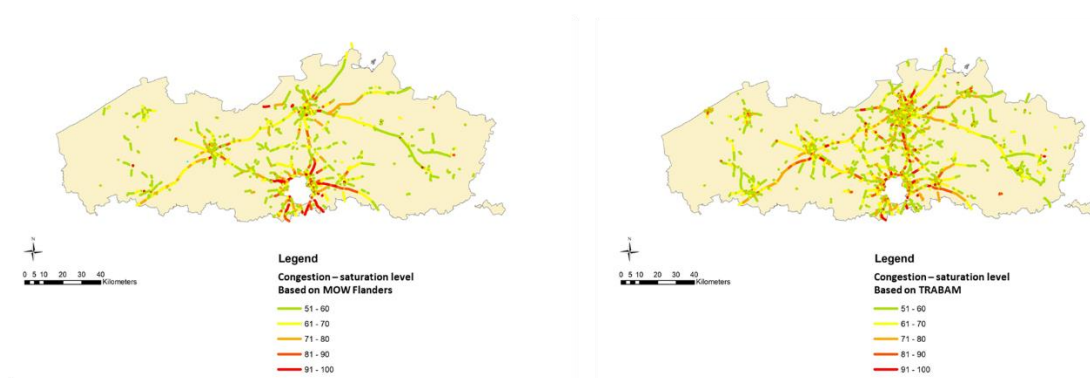 N
0 5 10 20 30 40
Kilometers
Legend
Congestion – saturation level
Based on MOW Flanders
51 - 60
61 - 70
71 - 80
81 - 90
91 - 100
N
0 5 10 20 30 40
Kilometers
Legend
Congestion – saturation level
Based on TRABAM
51 - 60
61 - 70
71 - 80
81 - 90
91 - 100